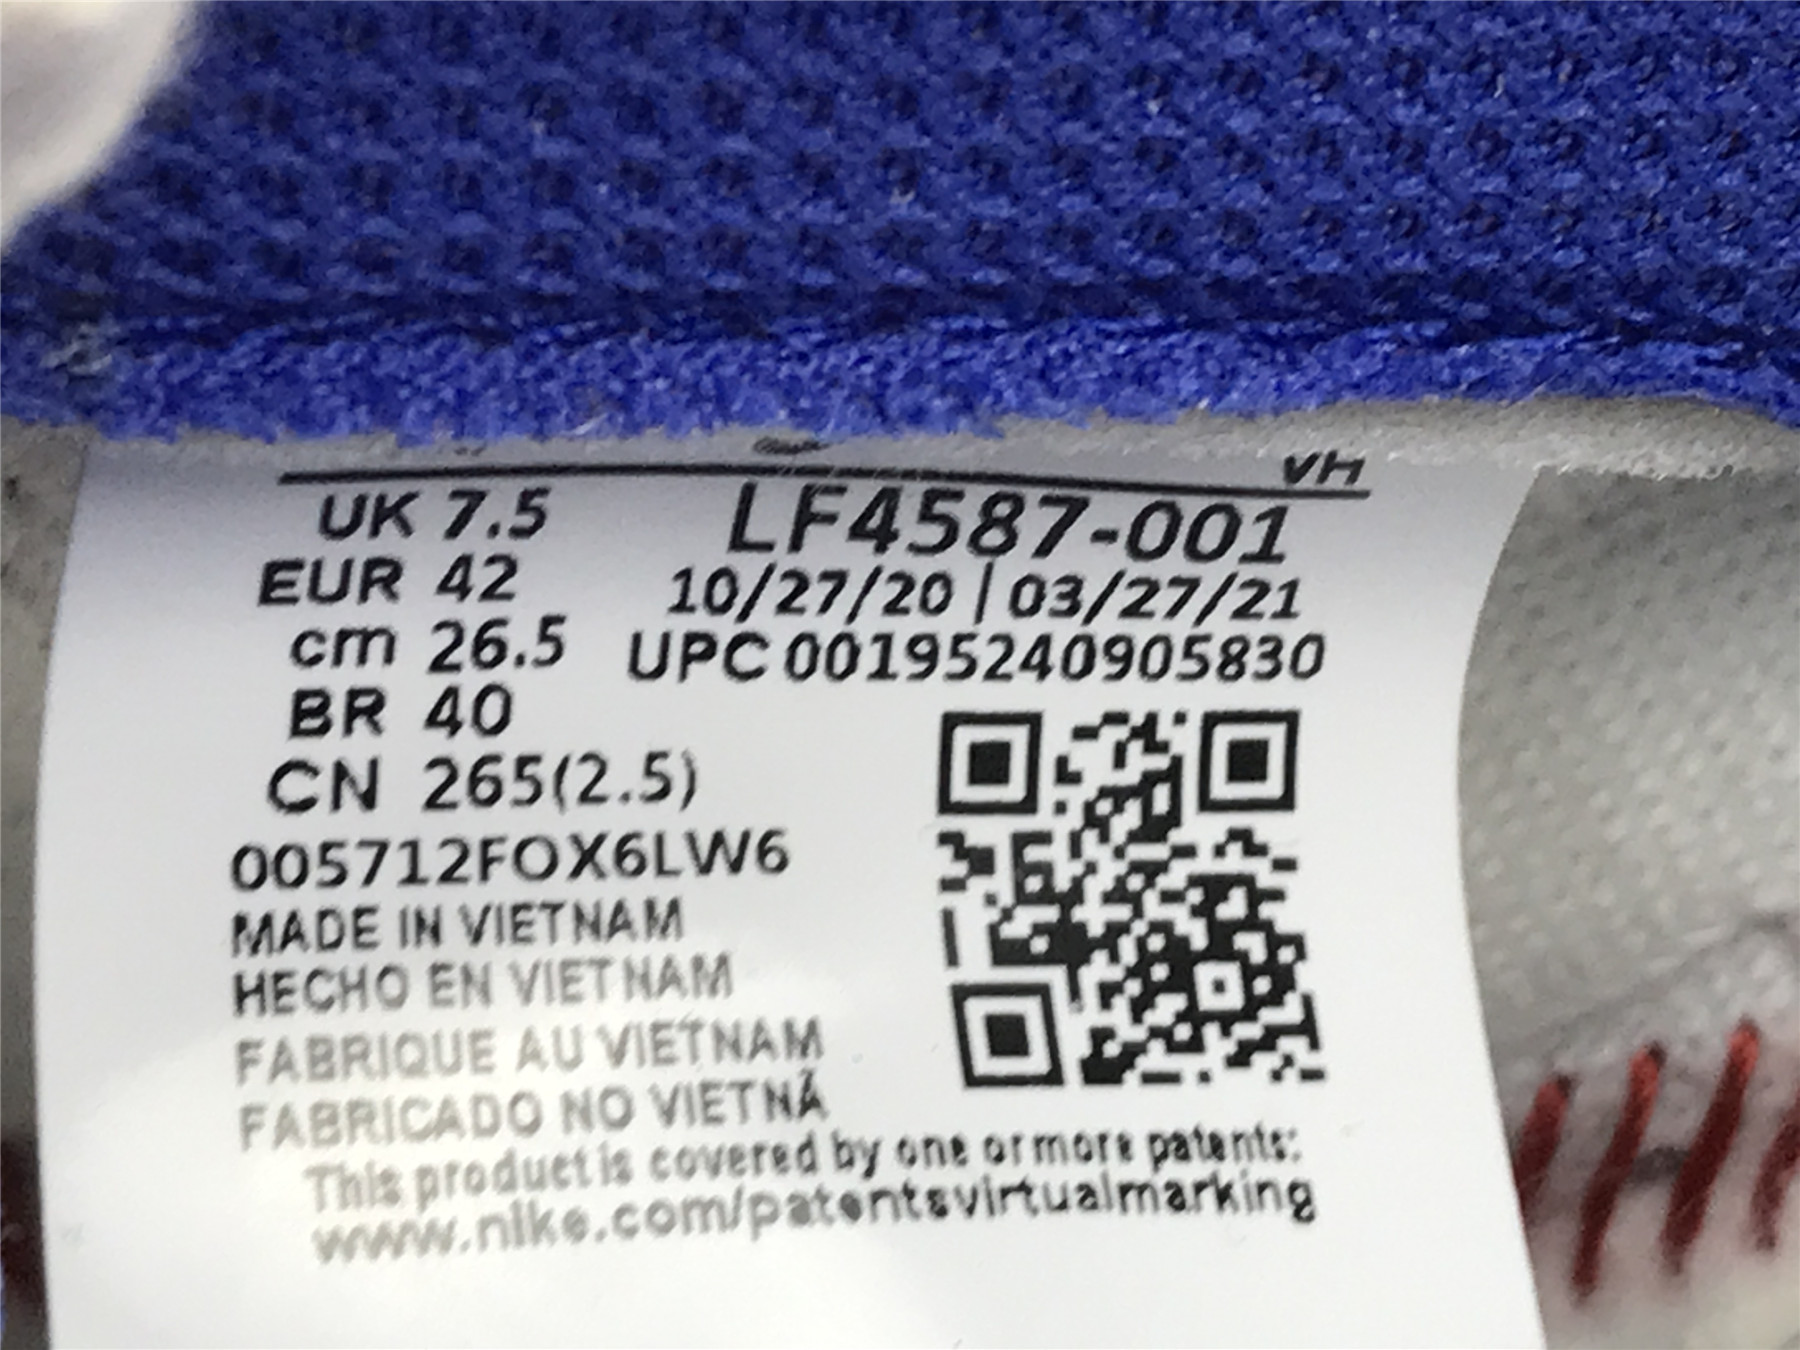 VH
UK 7.5 LF4587-001
EUR 42 10/27/20 | 03/27/21
cm 26.5 UPC 00195240905830
BR 40
CN 265(2.5)
005712FOX6LW6
MADE IN VIETNAM
HECHO EN VIETNAM
FABRIQUE AU VIETNAM
FABRICADO NO VIETNÃ
This product is covered by one or more patents:
www.nike.com/patentsvirtualmarking